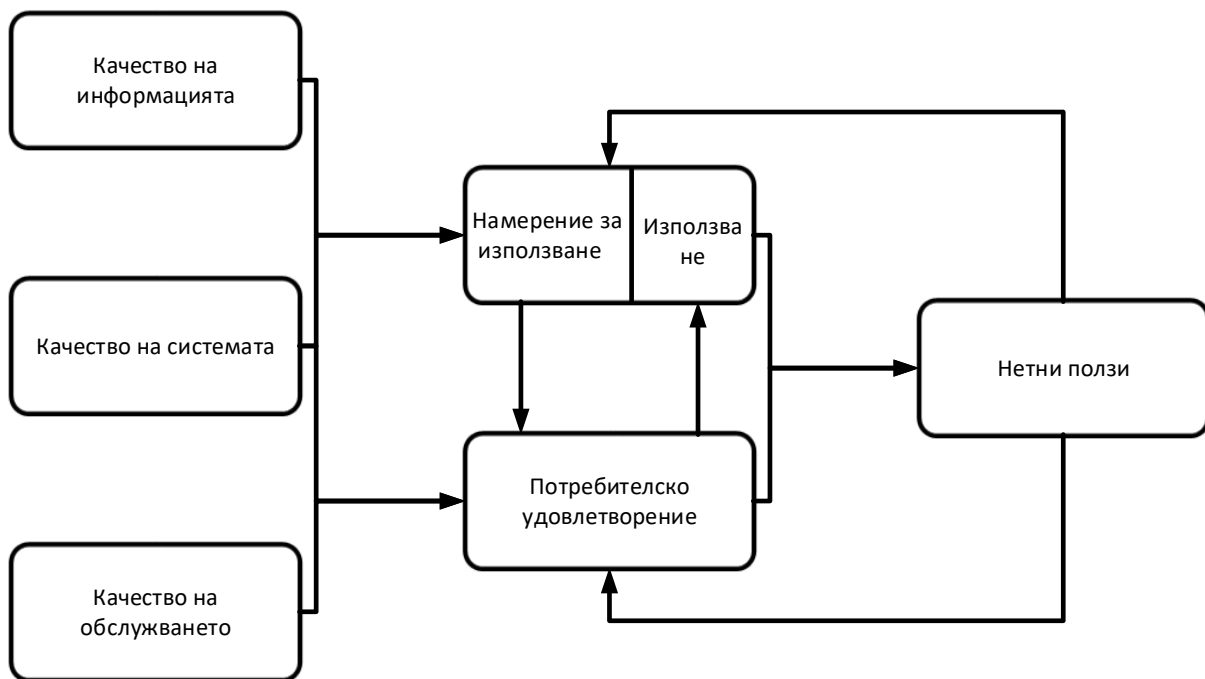 Качество на
информацията
Намерение за
използване
Използва
не
Качество на системата
Нетни ползи
Потребителско
удовлетворение
Качество на
обслужването